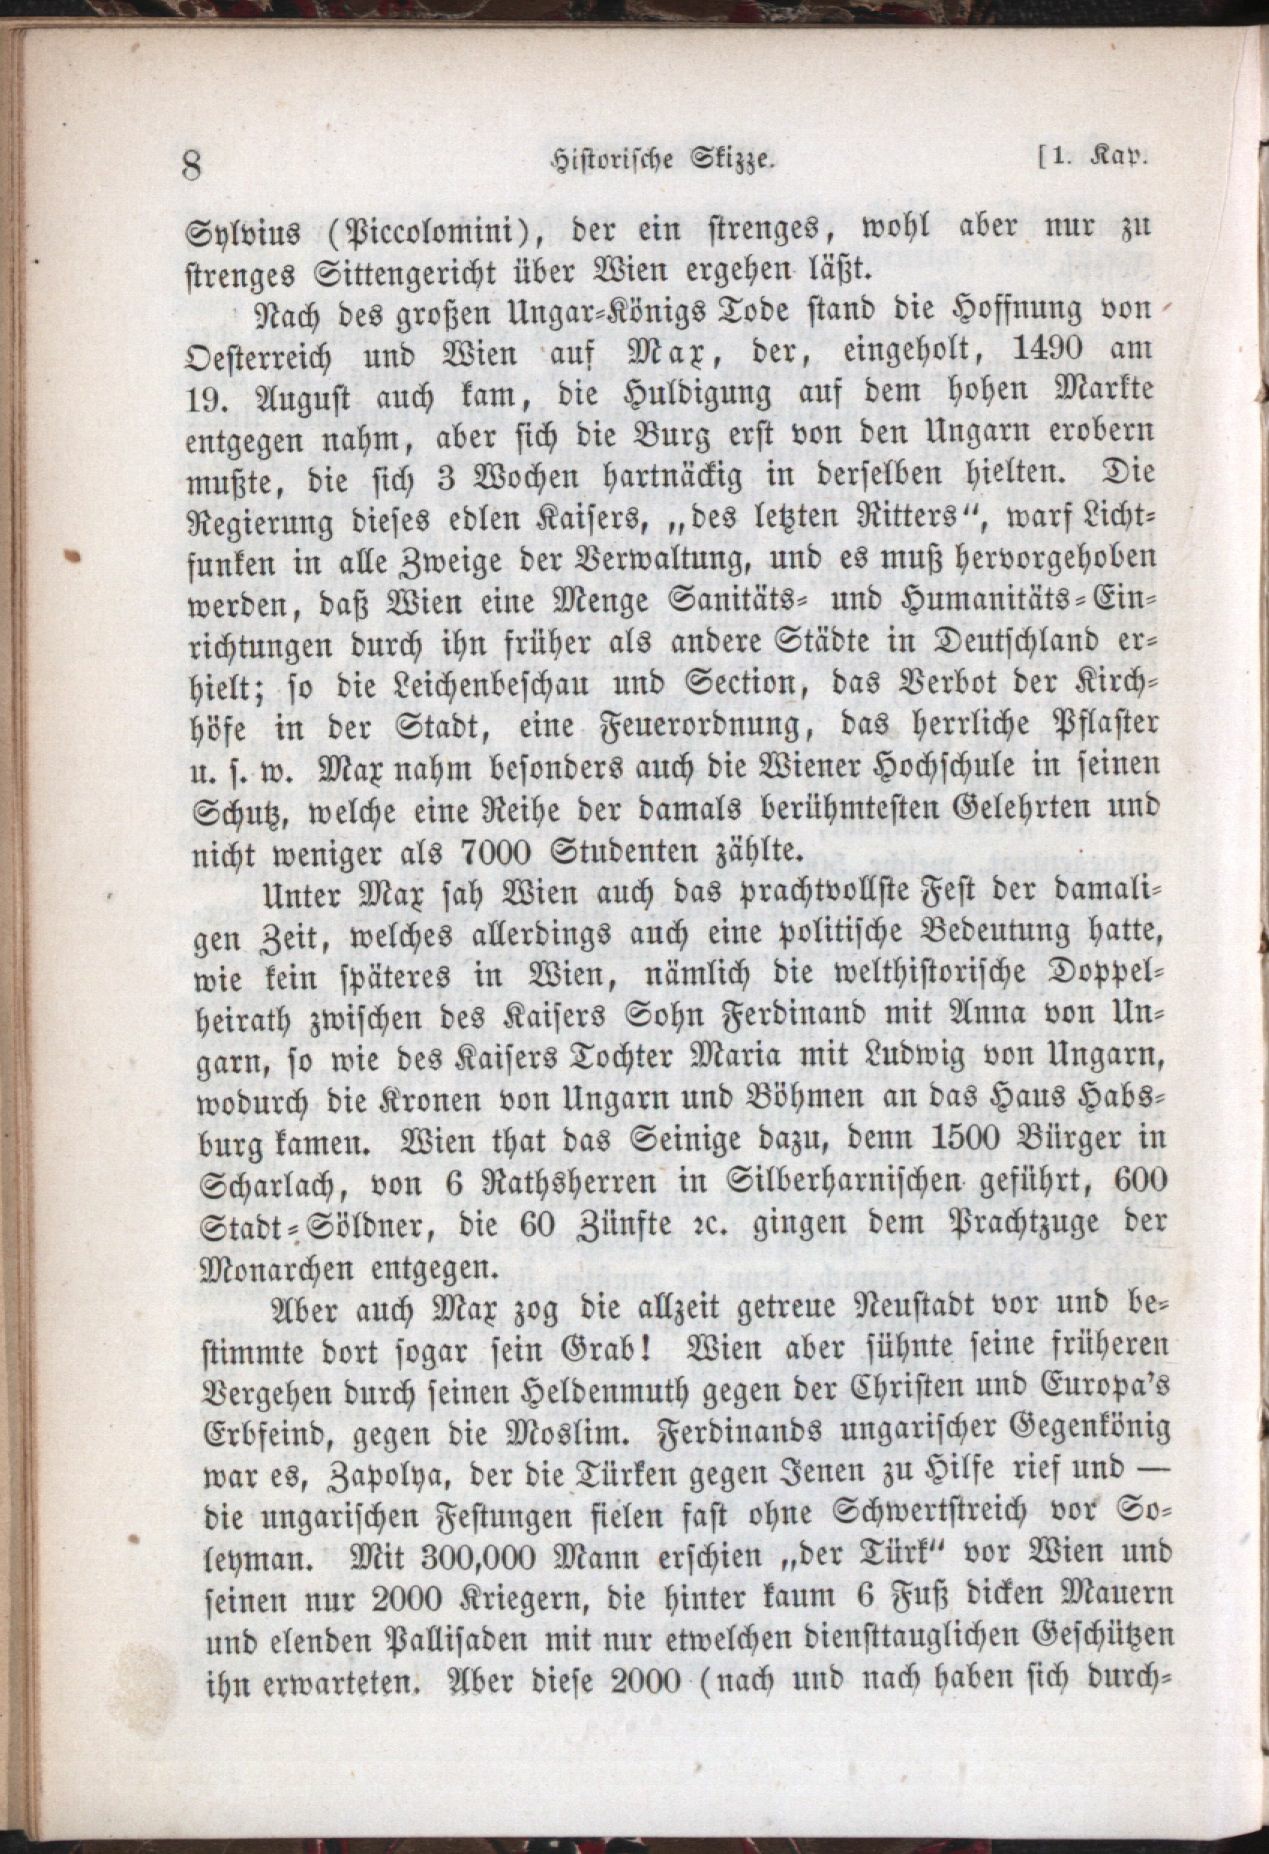 8 Historische Skizze. [1. Kap.
Sylvius (Piccolomini), der ein strenges, wohl aber nur zu
strenges Sittengericht über Wien ergehen läßt.
Nach des großen Ungar-Königs Tode stand die Hoffnung von
Oesterreich und Wien auf Max, der, eingeholt, 1490 am
19. August auch kam, die Huldigung auf dem hohen Markte
entgegen nahm, aber sich die Burg erst von den Ungarn erobern
mußte, die sich 3 Wochen hartnäckig in derselben hielten. Die
Regierung dieses edlen Kaisers, „des letzten Ritters“, warf Licht-
funken in alle Zweige der Verwaltung, und es muß hervorgehoben
werden, daß Wien eine Menge Sanitäts- und Humanitäts-Ein-
richtungen durch ihn früher als andere Städte in Deutschland er-
hielt; so die Leichenbeschau und Section, das Verbot der Kirch-
höfe in der Stadt, eine Feuerordnung, das herrliche Pflaster
u. s. w. Max nahm besonders auch die Wiener Hochschule in seinen
Schutz, welche eine Reihe der damals berühmtesten Gelehrten und
nicht weniger als 7000 Studenten zählte.
Unter Max sah Wien auch das prachtvollste Fest der damali-
gen Zeit, welches allerdings auch eine politische Bedeutung hatte,
wie kein späteres in Wien, nämlich die welthistorische Doppel-
heirath zwischen des Kaisers Sohn Ferdinand mit Anna von Un-
garn, so wie des Kaisers Tochter Maria mit Ludwig von Ungarn,
wodurch die Kronen von Ungarn und Böhmen an das Haus Habs-
burg kamen. Wien that das Seinige dazu, denn 1500 Bürger in
Scharlach, von 6 Rathsherren in Silberharnischen geführt, 600
Stadt-Söldner, die 60 Zünfte ꝛc. gingen dem Prachtzuge der
Monarchen entgegen.
Aber auch Max zog die allzeit getreue Neustadt vor und be-
stimmte dort sogar sein Grab! Wien aber sühnte seine früheren
Vergehen durch seinen Heldenmuth gegen der Christen und Europa's
Erbfeind, gegen die Moslim. Ferdinands ungarischer Gegenkönig
war es, Zapolya, der die Türken gegen Jenen zu Hilfe rief und —
die ungarischen Festungen fielen fast ohne Schwertstreich vor So-
leyman. Mit 300,000 Mann erschien „der Türk“ vor Wien und
seinen nur 2000 Kriegern, die hinter kaum 6 Fuß dicken Mauern
und elenden Pallisaden mit nur etwelchen diensttauglichen Geschützen
ihn erwarteten. Aber diese 2000 (nach und nach haben sich durch-